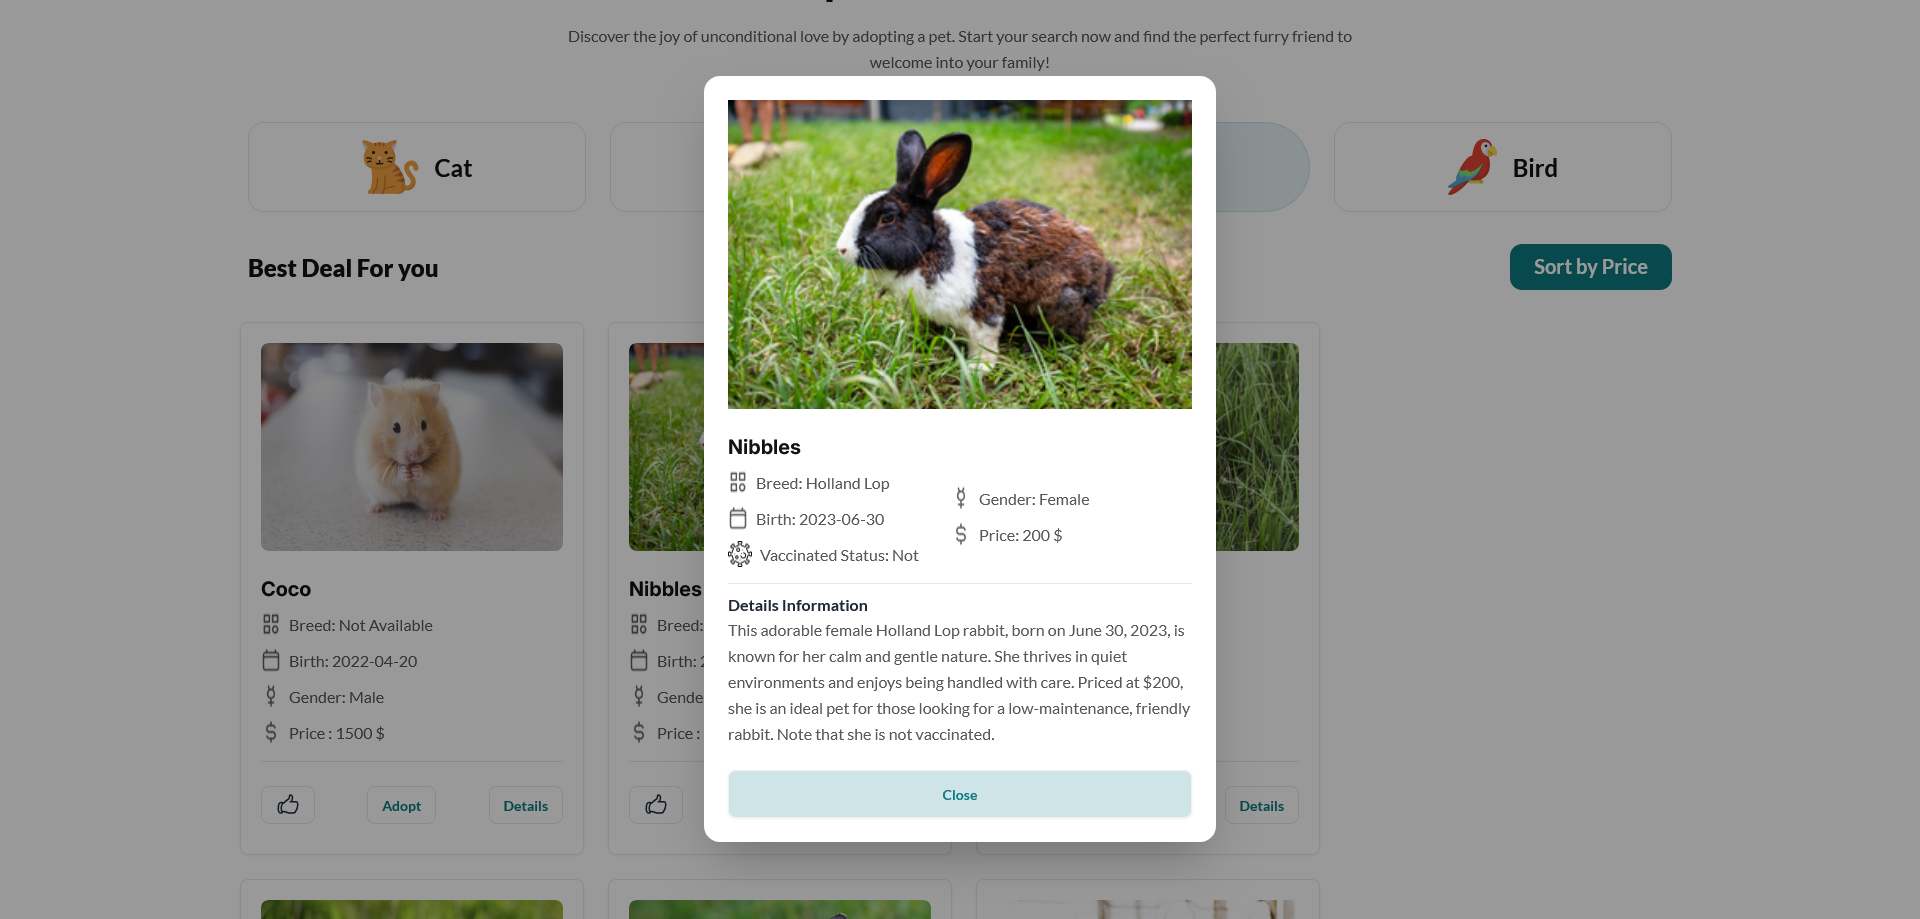 Discover the joy of unconditional love by adopting a pet. Start your search now and find the perfect furry friend to
welcome into your family!
Cat
Bird
Best Deal For you
Sort by Price
Nibbles
Breed: Holland Lop
Birth: 2023-06-30
Vaccinated Status: Not
Gender: Female
Price: 200 $
Details Information
This adorable female Holland Lop rabbit, born on June 30, 2023, is
known for her calm and gentle nature. She thrives in quiet
environments and enjoys being handled with care. Priced at $200,
she is an ideal pet for those looking for a low-maintenance, friendly
rabbit. Note that she is not vaccinated.
Close
Coco
Breed: Not Available
Birth: 2022-04-20
Gender: Male
Price : 1500 $
Adopt
Details
Nibbles
Breed:
Birth:
Price :
Details